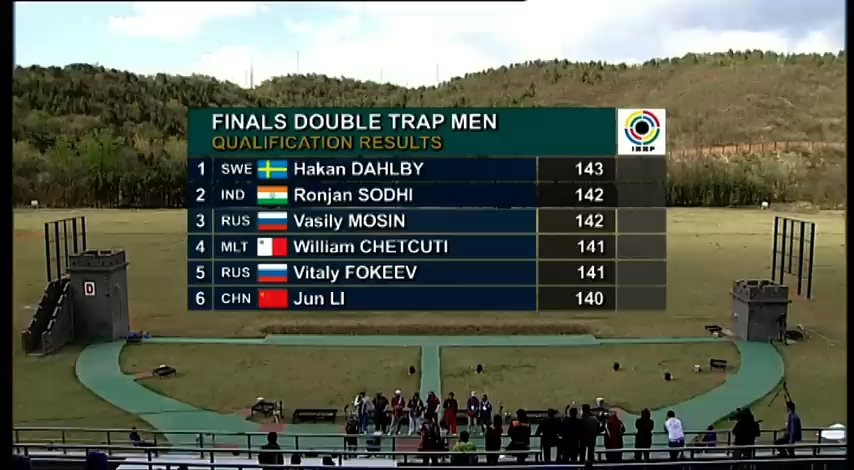 FINALS DOUBLE TRAP MEN
QUALIFICATION RESULTS
ISSF
1 SWE Hakan DAHLBY 143
2 IND Ronjan SODHI 142
3 RUS Vasily MOSIN 142
4 MLT William CHETCUTI 141
5 RUS Vitaly FOKEEV 141
6 CHN Jun LI 140
D